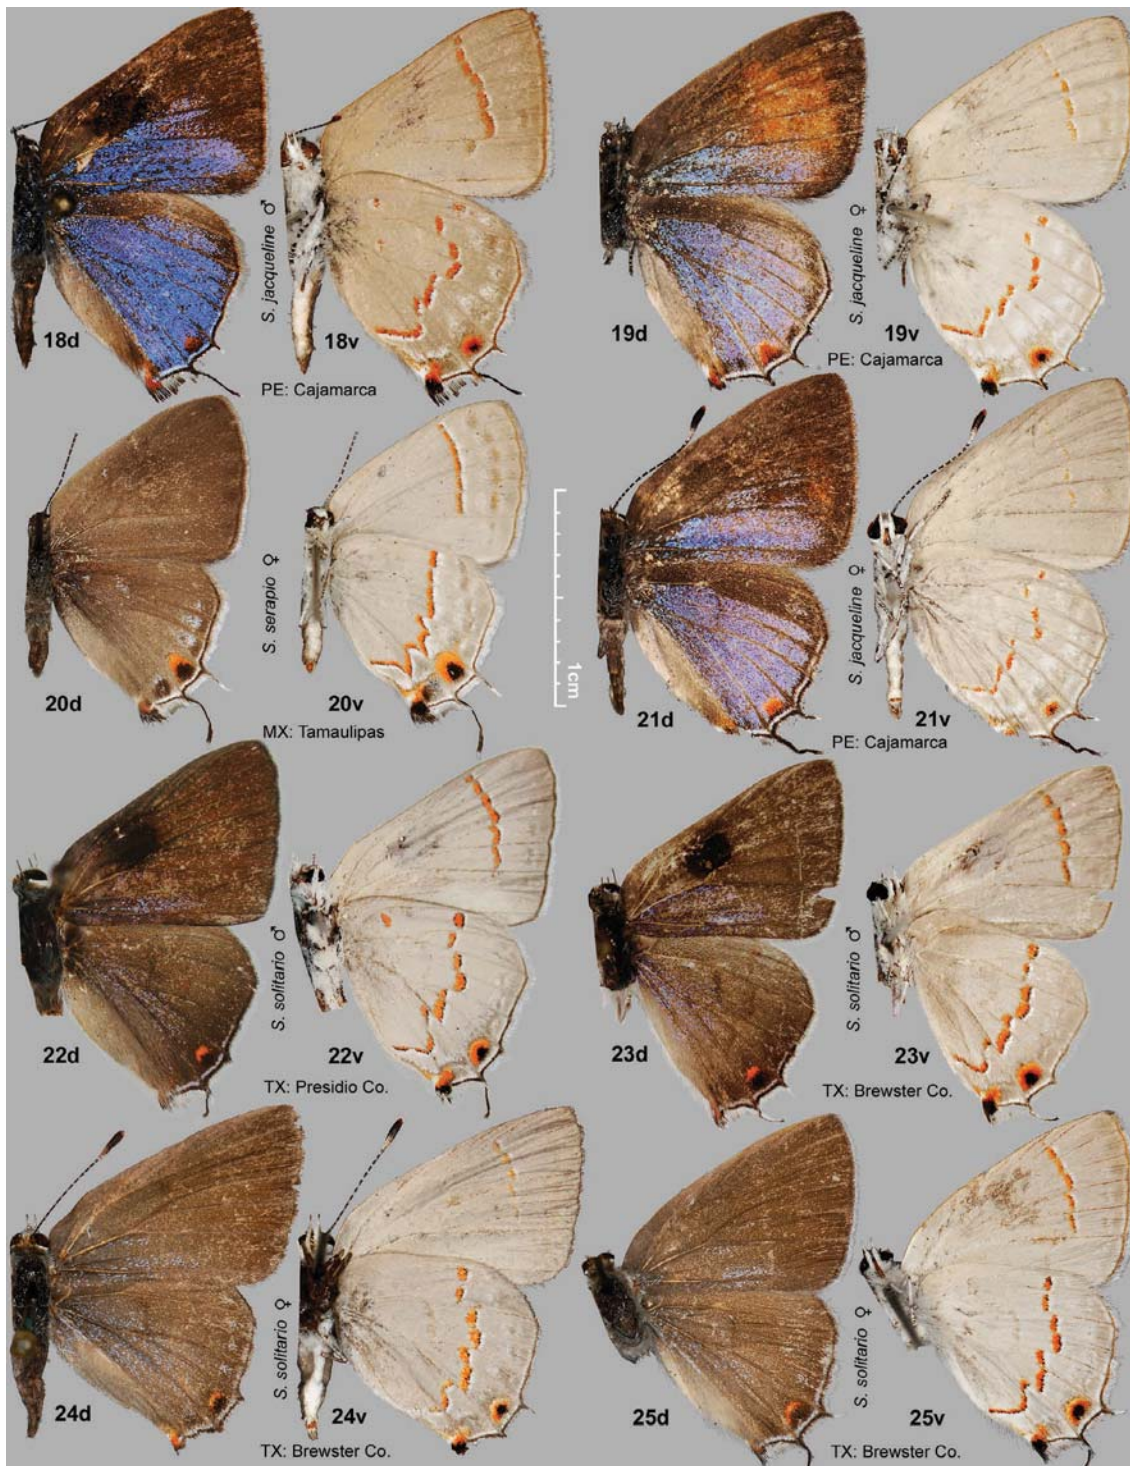 S. jacqueline ♂
18d
18v
PE: Cajamarca
S. jacqueline ♀
19d
19v
PE: Cajamarca
S. serapio ♀
20d
20v
MX: Tamaulipas
1cm
S. jacqueline ♀
21d
21v
PE: Cajamarca
S. solitario ♂
22d
22v
TX: Presidio Co.
S. solitario ♂
23d
23v
TX: Brewster Co.
S. solitario ♀
24d
24v
TX: Brewster Co.
S. solitario ♀
25d
25v
TX: Brewster Co.